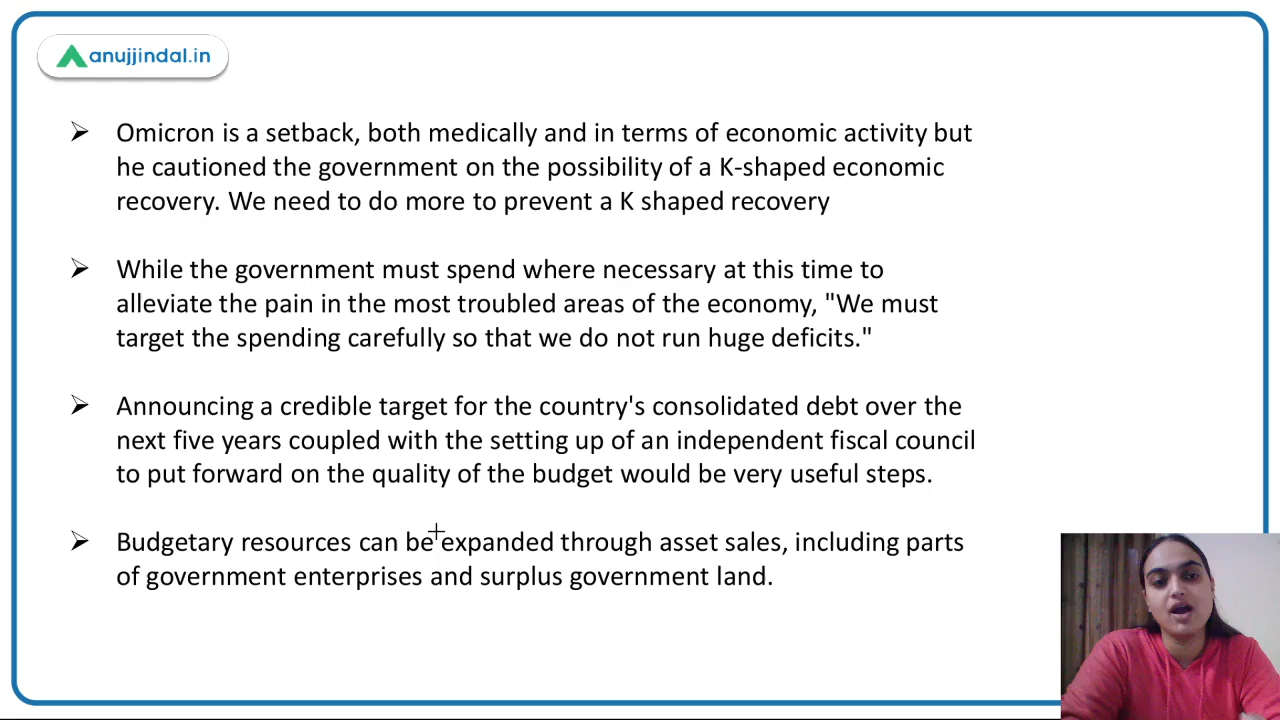 anujjindal.in
Omicron is a setback, both medically and in terms of economic activity but
he cautioned the government on the possibility of a K-shaped economic
recovery. We need to do more to prevent a K shaped recovery
While the government must spend where necessary at this time to
alleviate the pain in the most troubled areas of the economy, "We must
target the spending carefully so that we do not run huge deficits."
Announcing a credible target for the country's consolidated debt over the
next five years coupled with the setting up of an independent fiscal council
to put forward on the quality of the budget would be very useful steps.
Budgetary resources can be expanded through asset sales, including parts
of government enterprises and surplus government land.